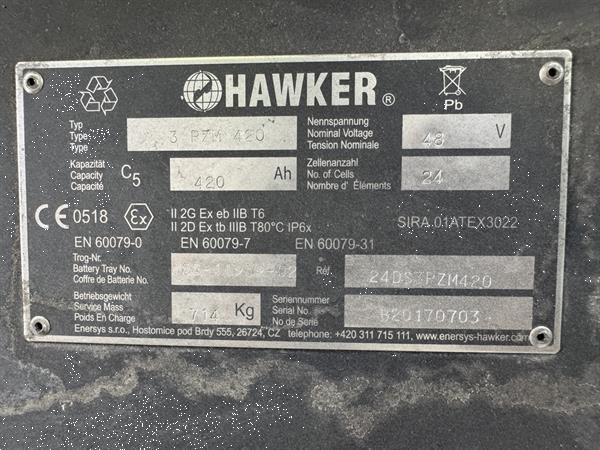 HAWKER ®
Pb
Typ
Type
Type
3 PZM 420
Nennspannung
Nominal Voltage
Tension Nominale
48 V
Kapazität
Capacity
Capacité
C5 420 Ah
Zellenanzahl
No. of Cells
Nombre d' Éléments
24
CE 0518 Ex
II 2G Ex eb IIB T6
II 2D Ex tb IIIB T80°C IP6x
SIRA.01ATEX3022
EN 60079-0 EN 60079-7 EN 60079-31
Trog-Nr.
Battery Tray No.
Coffre de Batterie No.
Réf.
24DS3PZM420
Betriebsgewicht
Service Mass
Poids En Charge
714 Kg
Seriennummer
Serial No.
No de Serie
B20170703
Enersys s.r.o., Hostomice pod Brdy 555, 26724, CZ telephone:+420 311 715 111, www.enersys-hawker.com